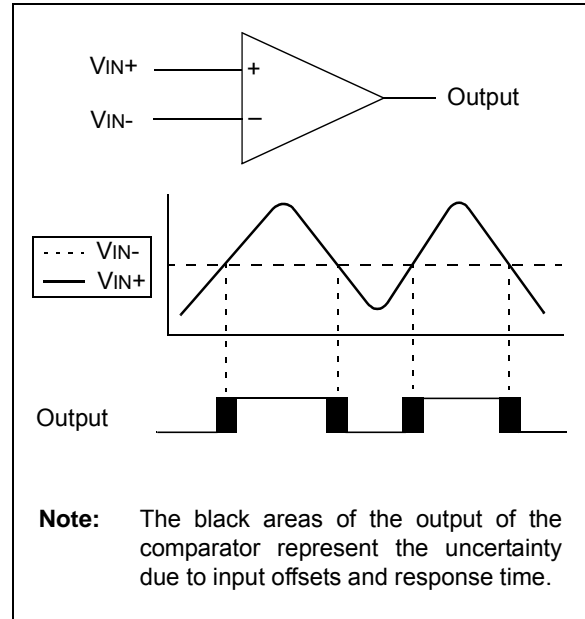 VIN+
+
Output
VIN-
–
VIN-
VIN+
Output
Note: The black areas of the output of the
comparator represent the uncertainty
due to input offsets and response time.